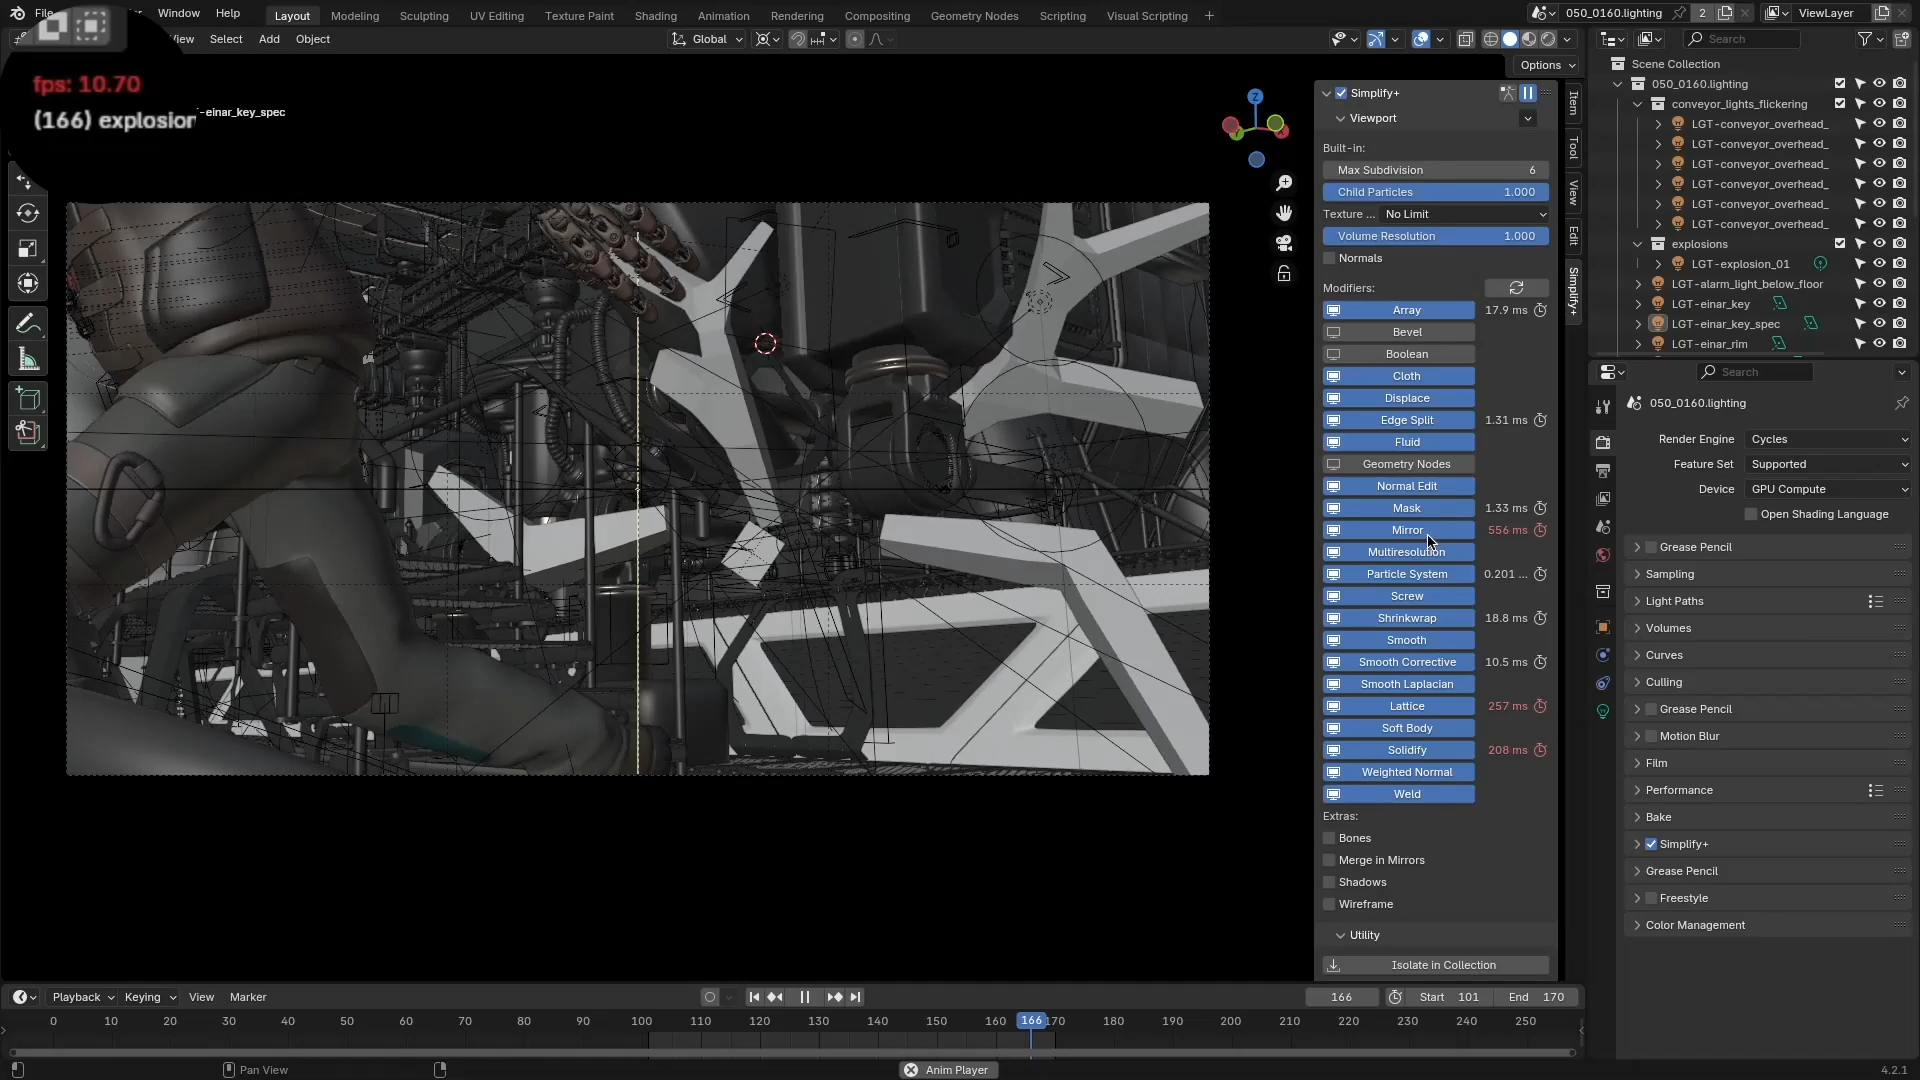 File
Window
Help
Layout
Modeling
Sculpting
UV Editing
Texture Paint
Shading
Animation
Rendering
Compositing
Geometry Nodes
Scripting
Visual Scripting
050_0160.lighting
2
ViewLayer
View
Select
Add
Object
Global
Search
Options
fps: 10.70
(166) explosion
-einar_key_spec
Z
Simplify+
Viewport
Built-in:
Max Subdivision 6
Child Particles 1.000
Texture ... No Limit
Volume Resolution 1.000
Normals
Modifiers:
Array 17.9 ms
Bevel
Boolean
Cloth
Displace
Edge Split 1.31 ms
Fluid
Geometry Nodes
Normal Edit
Mask 1.33 ms
Mirror 556 ms
Multiresolution
Particle System 0.201 ...
Screw
Shrinkwrap 18.8 ms
Smooth
Smooth Corrective 10.5 ms
Smooth Laplacian
Lattice 257 ms
Soft Body
Solidify 208 ms
Weighted Normal
Weld
Extras:
Bones
Merge in Mirrors
Shadows
Wireframe
Utility
Isolate in Collection
Item
Tool
View
Edit
Simplify+
Scene Collection
050_0160.lighting
conveyor_lights_flickering
LGT-conveyor_overhead_
LGT-conveyor_overhead_
LGT-conveyor_overhead_
LGT-conveyor_overhead_
LGT-conveyor_overhead_
LGT-conveyor_overhead_
explosions
LGT-explosion_01
LGT-alarm_light_below_floor
LGT-einar_key
LGT-einar_key_spec
LGT-einar_rim
Search
050_0160.lighting
Render Engine Cycles
Feature Set Supported
Device GPU Compute
Open Shading Language
Grease Pencil
Sampling
Light Paths
Volumes
Curves
Culling
Grease Pencil
Motion Blur
Film
Performance
Bake
Simplify+
Grease Pencil
Freestyle
Color Management
Playback
Keying
View
Marker
166
Start 101
End 170
0 10 20 30 40 50 60 70 80 90 100 110 120 130 140 150 160 166 170 180 190 200 210 220 230 240 250
Pan View
Anim Player
4.2.1